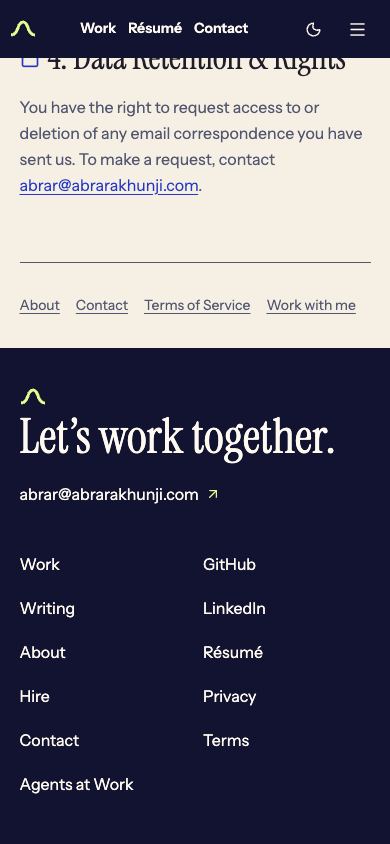 Work Résumé Contact
4. Data Retention & Rights
You have the right to request access to or
deletion of any email correspondence you have
sent us. To make a request, contact
abrar@abrarakhunji.com.
About Contact Terms of Service Work with me
Let’s work together.
abrar@abrarakhunji.com
Work
Writing
About
Hire
Contact
Agents at Work
GitHub
LinkedIn
Résumé
Privacy
Terms